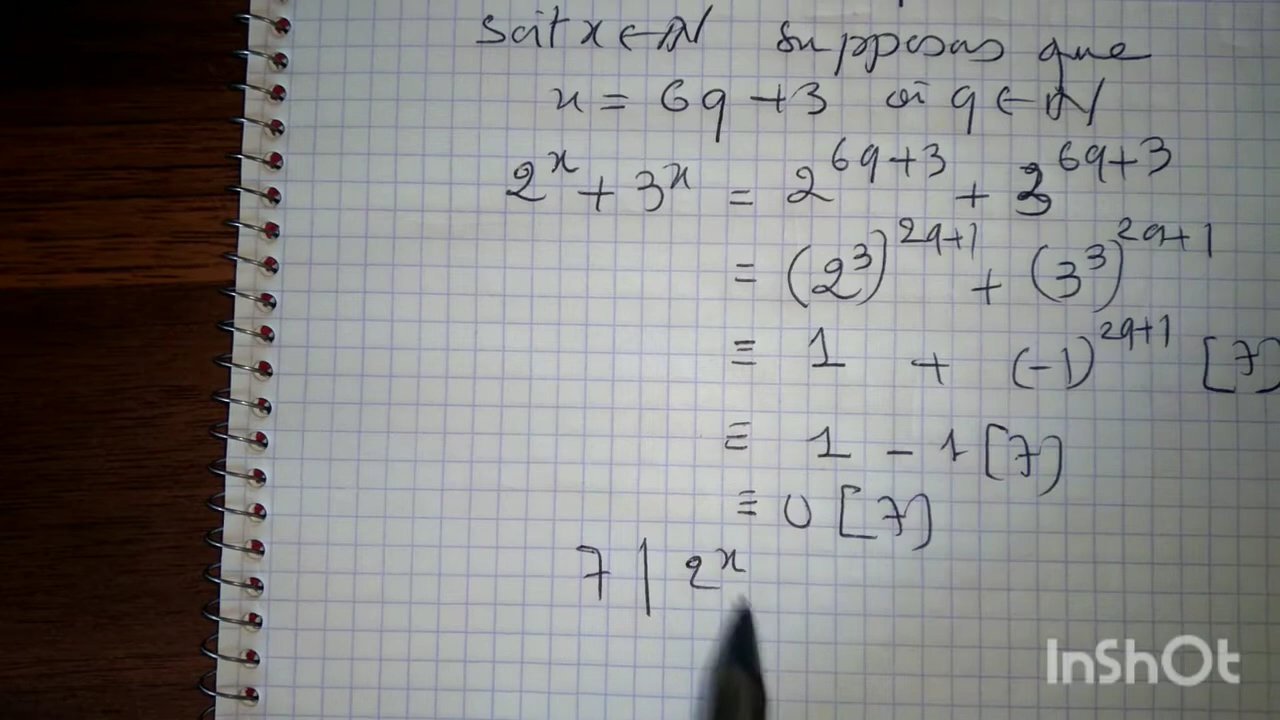 Soit x ∈ ℕ supposons que
x = 6q + 3 où q ∈ ℕ
2^x + 3^x = 2^{6q+3} + 3^{6q+3}
= (2^3)^{2q+1} + (3^3)^{2q+1}
≡ 1 + (-1)^{2q+1} [7]
≡ 1 - 1 [7]
≡ 0 [7]
7 | 2^x
InShOt